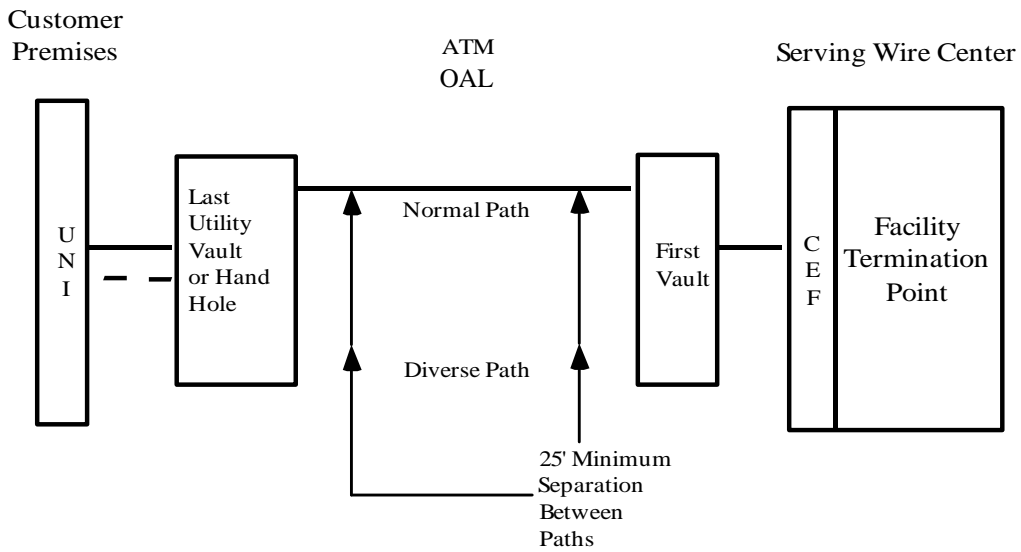 Customer
Premises
ATM
OAL
Serving Wire Center
U
N
I
Last
Utility
Vault
or Hand
Hole
Normal Path
Diverse Path
25' Minimum
Separation
Between
Paths
First
Vault
C
E
F
Facility
Termination
Point